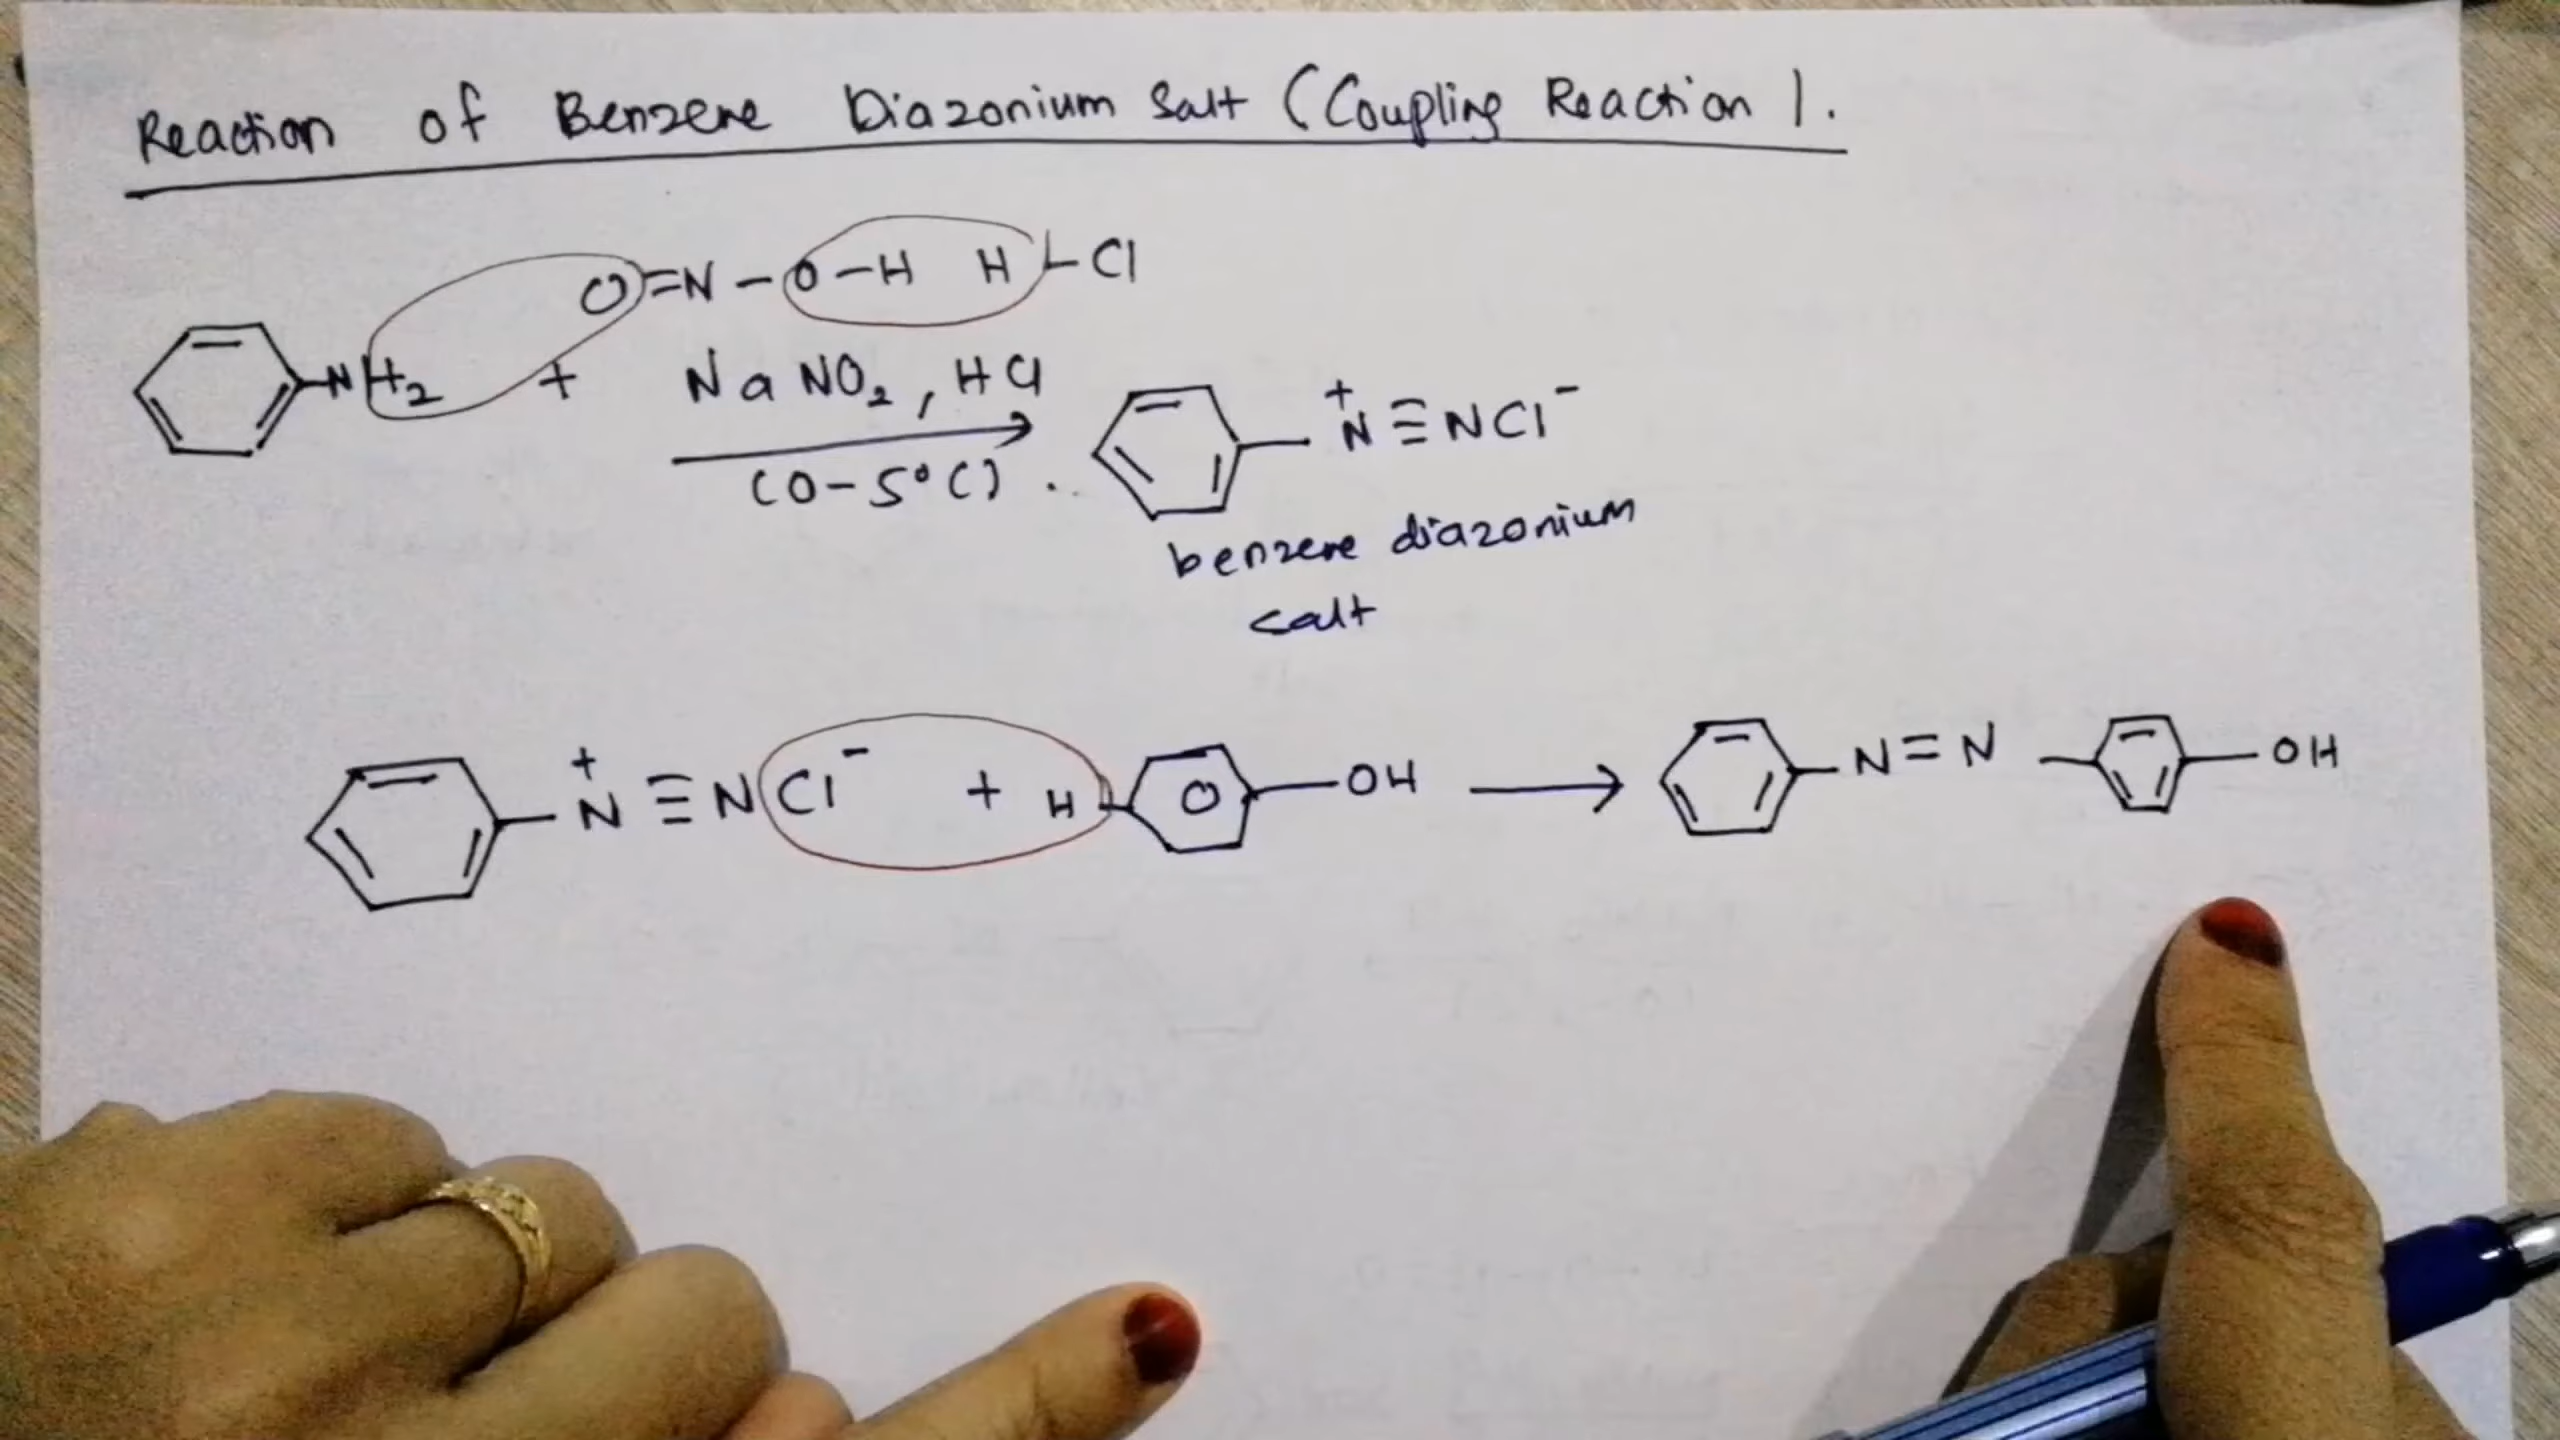 Reaction of Benzene Diazonium Salt (Coupling Reaction ).
O=N-O-H H-Cl
NH₂ + NaNO₂, HCl
(0-5°C). N⁺≡NCl⁻
benzene diazonium
salt
N⁺≡NCl⁻ + H OH → N=N- OH